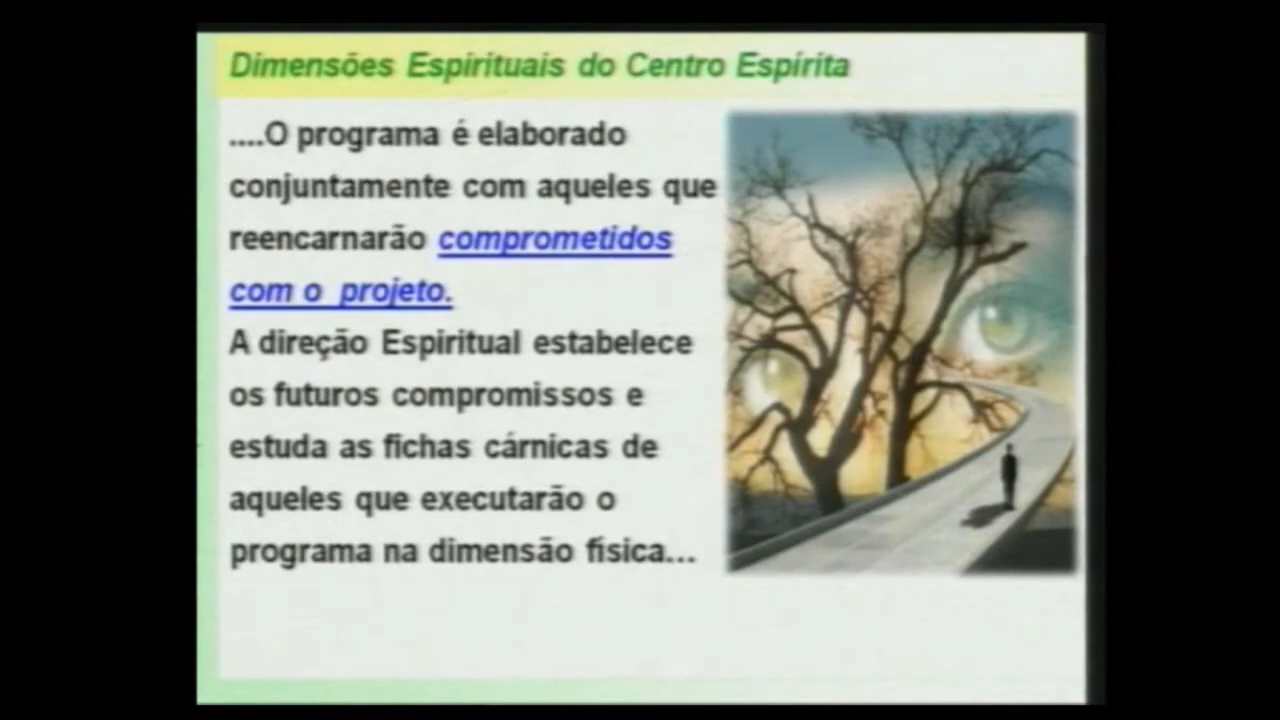 Dimensões Espirituais do Centro Espírita
....O programa é elaborado
conjuntamente com aqueles que
reencarnarão comprometidos
com o projeto.
A direção Espiritual estabelece
os futuros compromissos e
estuda as fichas cárnicas de
aqueles que executarão o
programa na dimensão física...